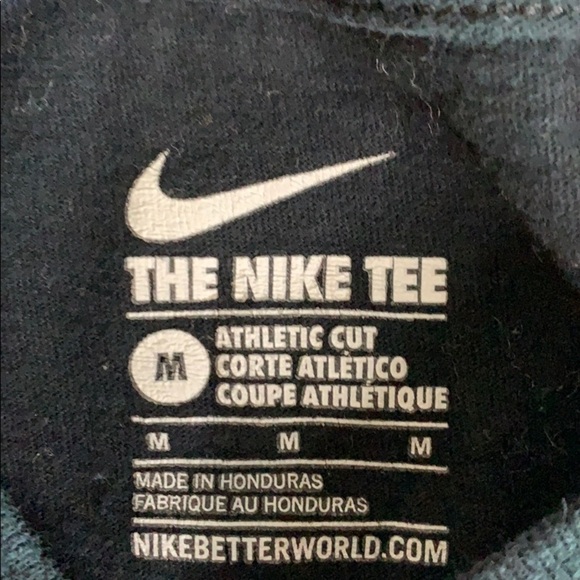 THE NIKE TEE
M
ATHLETIC CUT
CORTE ATLÉTICO
COUPE ATHLÉTIQUE
M M M
MADE IN HONDURAS
FABRIQUE AU HONDURAS
NIKEBETTERWORLD.COM